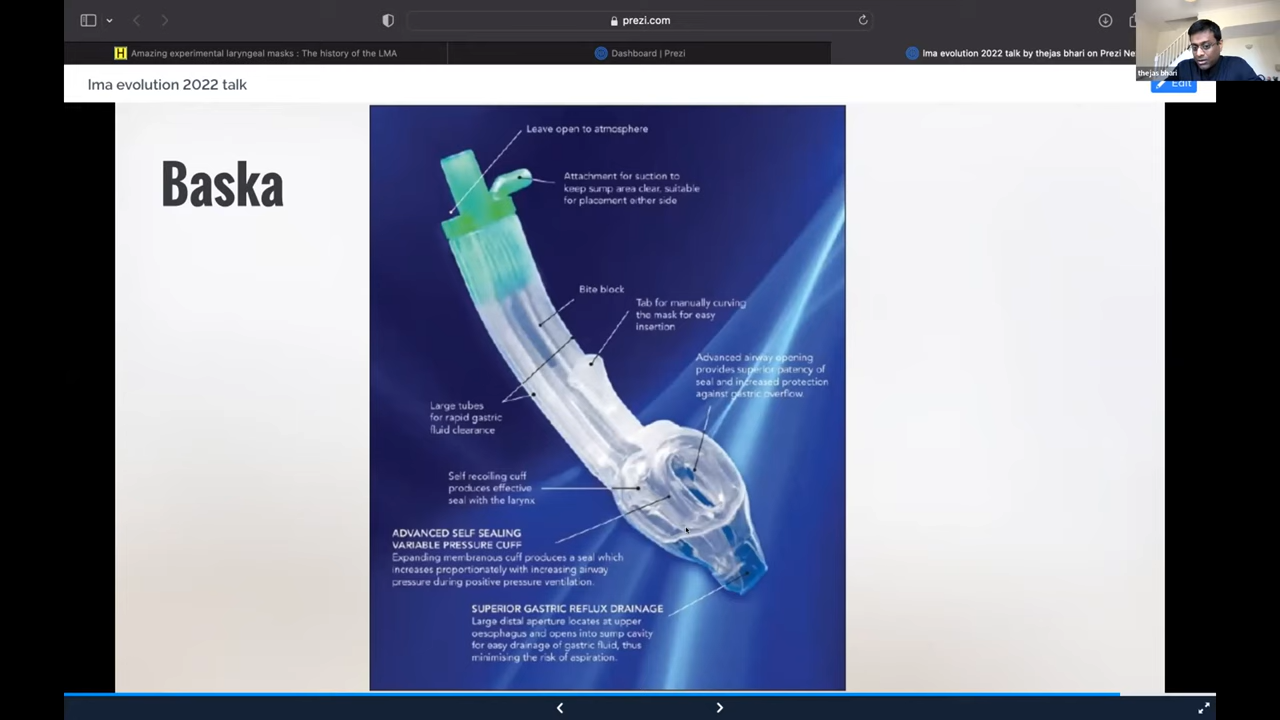 prezi.com
H Amazing experimental laryngeal masks : The history of the LMA
Dashboard | Prezi
lma evolution 2022 talk by thejas bhari on Prezi Ne
thejas bhari
lma evolution 2022 talk
Edit
Baska
Leave open to atmosphere
Attachment for suction to
keep sump area clear, suitable
for placement either side
Bite block
Tab for manually curving
the mask for easy
insertion
Advanced airway opening
provides superior patency of
seal and increased protection
against gastric overflow.
Large tubes
for rapid gastric
fluid clearance
Self recoiling cuff
produces effective
seal with the larynx
ADVANCED SELF SEALING
VARIABLE PRESSURE CUFF
Expanding membranous cuff produces a seal which
increases proportionately with increasing airway
pressure during positive pressure ventilation.
SUPERIOR GASTRIC REFLUX DRAINAGE
Large distal aperture locates at upper
oesophagus and opens into sump cavity
for easy drainage of gastric fluid, thus
minimising the risk of aspiration.